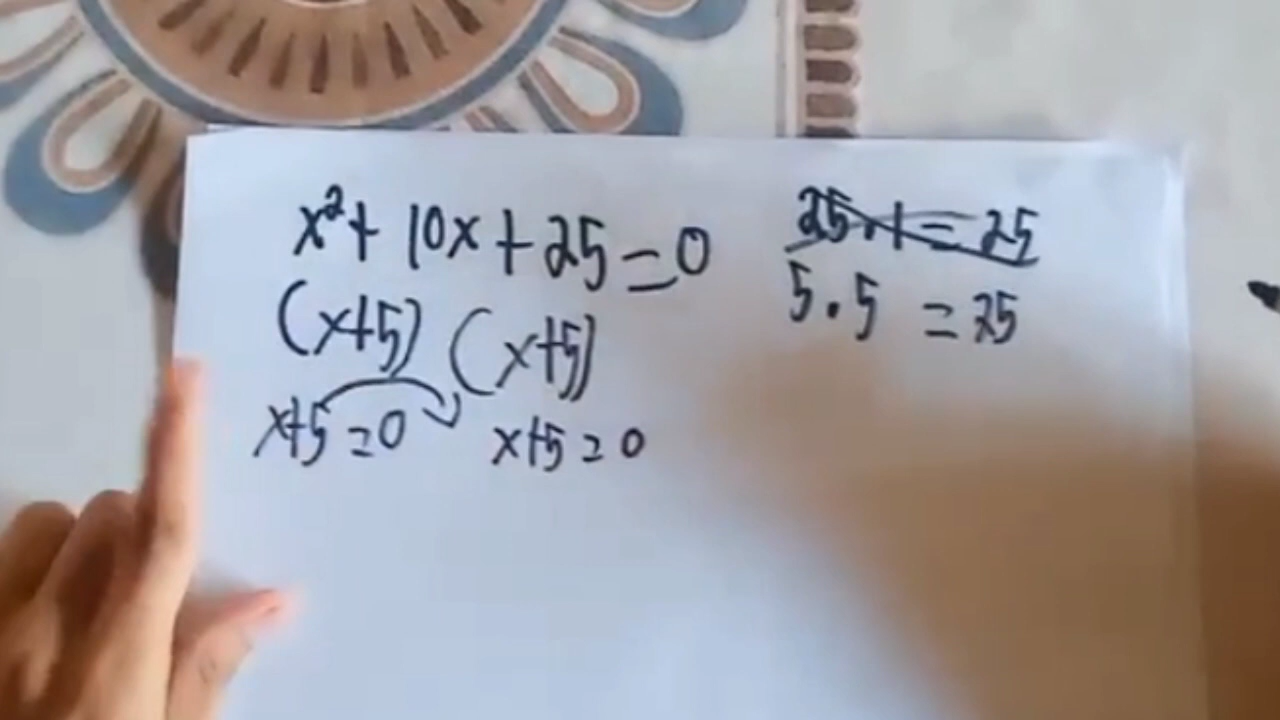 x² + 10x + 25 = 0
(x+5) (x+5)
x+5 = 0 x+5 = 0
25 . 1 = 25
5 . 5 = 25